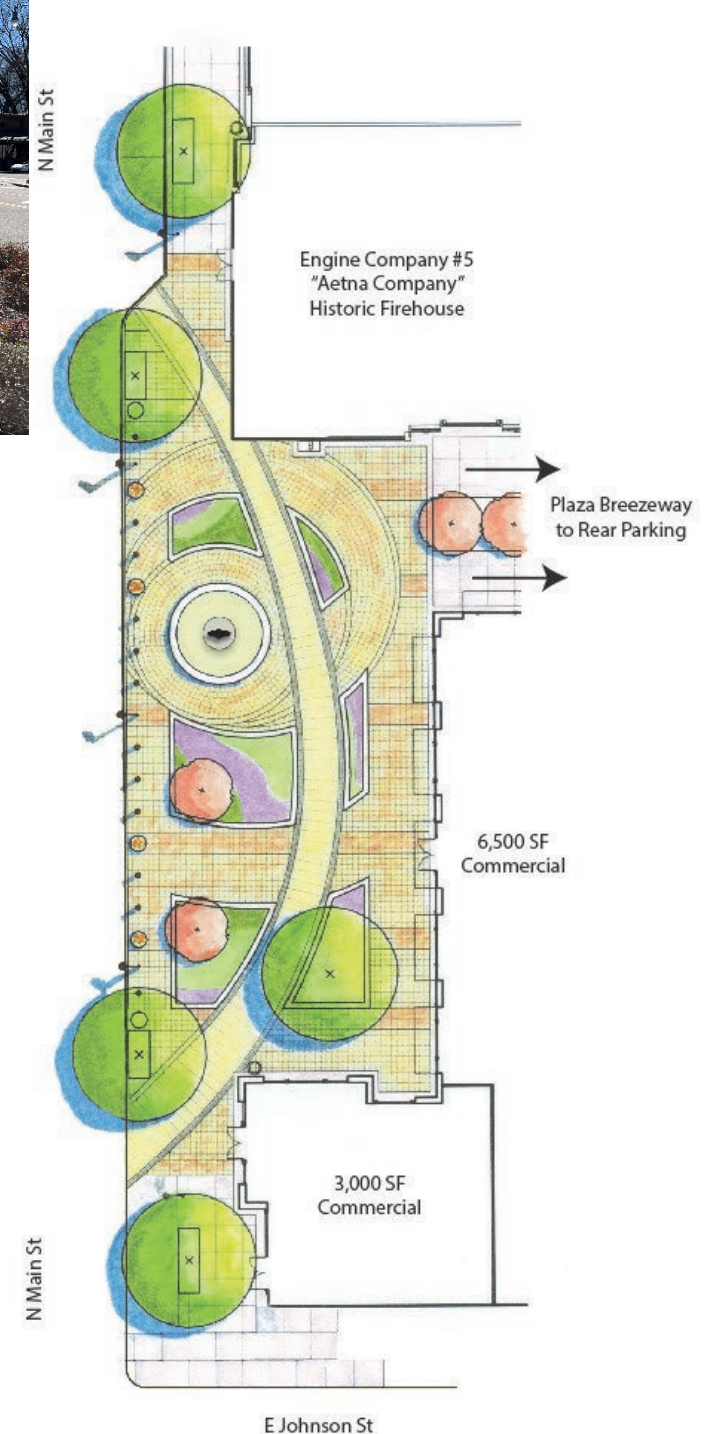 N Main St
Engine Company #5
“Aetna Company”
Historic Firehouse
Plaza Breezeway
to Rear Parking
6,500 SF
Commercial
3,000 SF
Commercial
N Main St
E Johnson St